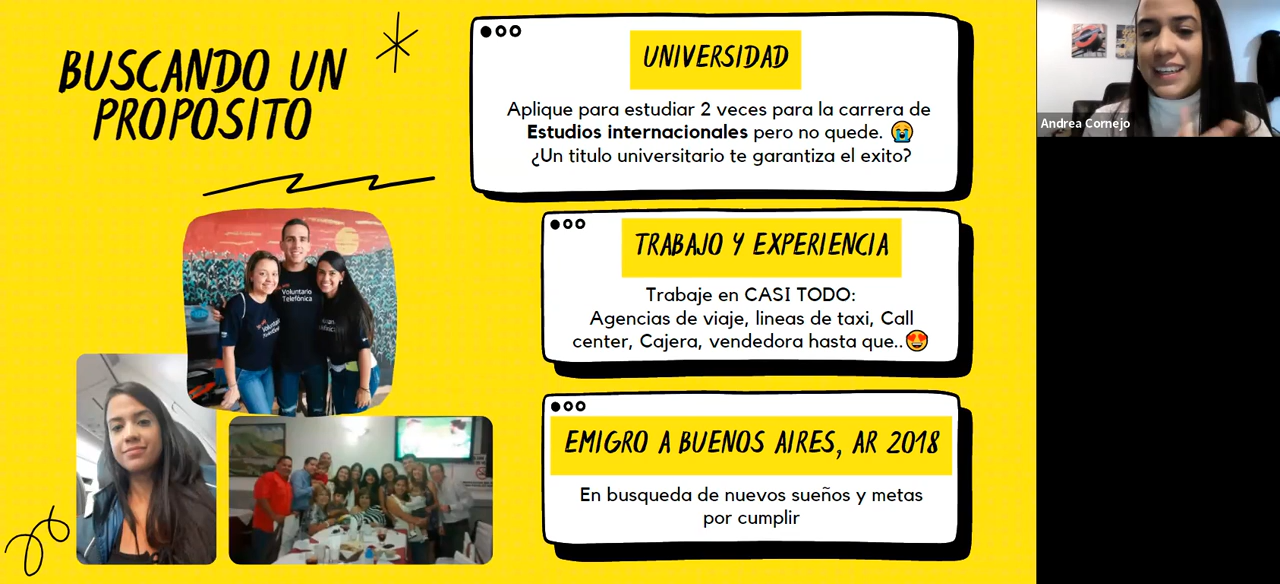 BUSCANDO UN
PROPOSITO
UNIVERSIDAD
Aplique para estudiar 2 veces para la carrera de
Estudios internacionales pero no quede. 😭
¿Un titulo universitario te garantiza el exito?
TRABAJO Y EXPERIENCIA
Trabaje en CASI TODO:
Agencias de viaje, lineas de taxi, Call
center, Cajera, vendedora hasta que..😍
EMIGRO A BUENOS AIRES, AR 2018
En busqueda de nuevos sueños y metas
por cumplir
Voluntario
Telefónica
Andrea Cornejo